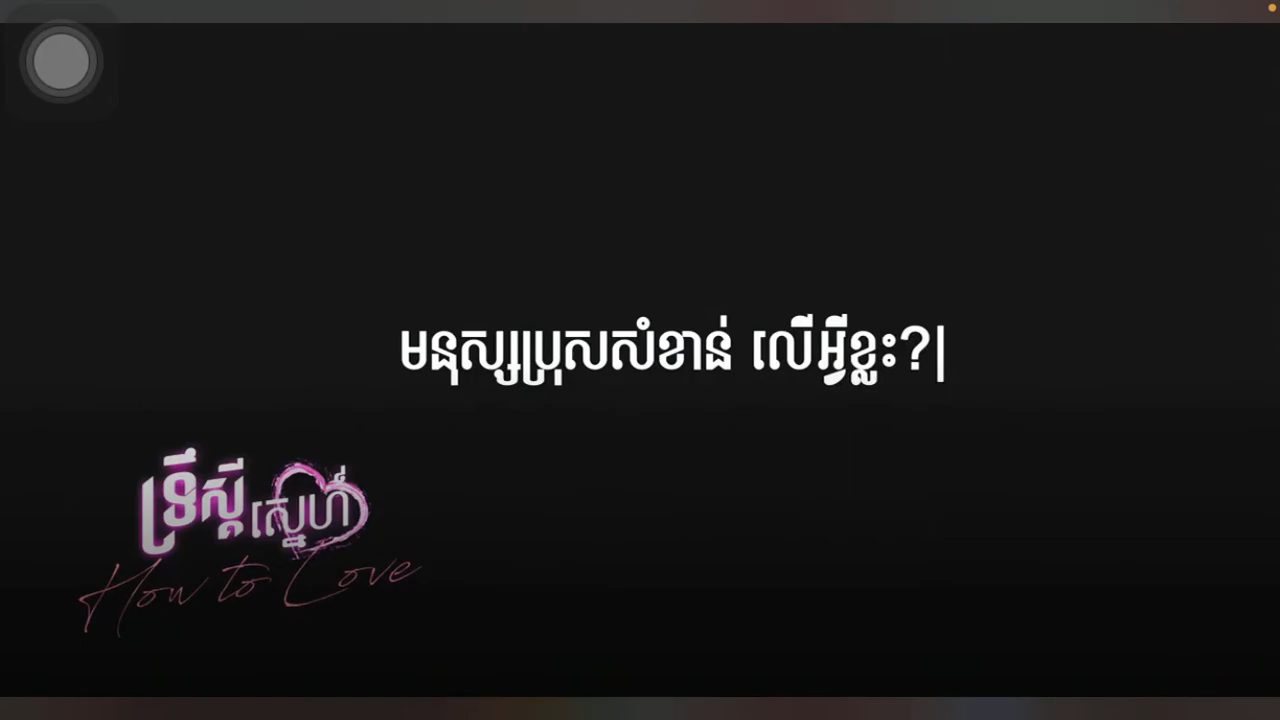 មនុស្សប្រុសសំខាន់ លើអ្វីខ្លះ?|
ទ្រឹស្តីស្នេហ៍
How to Love